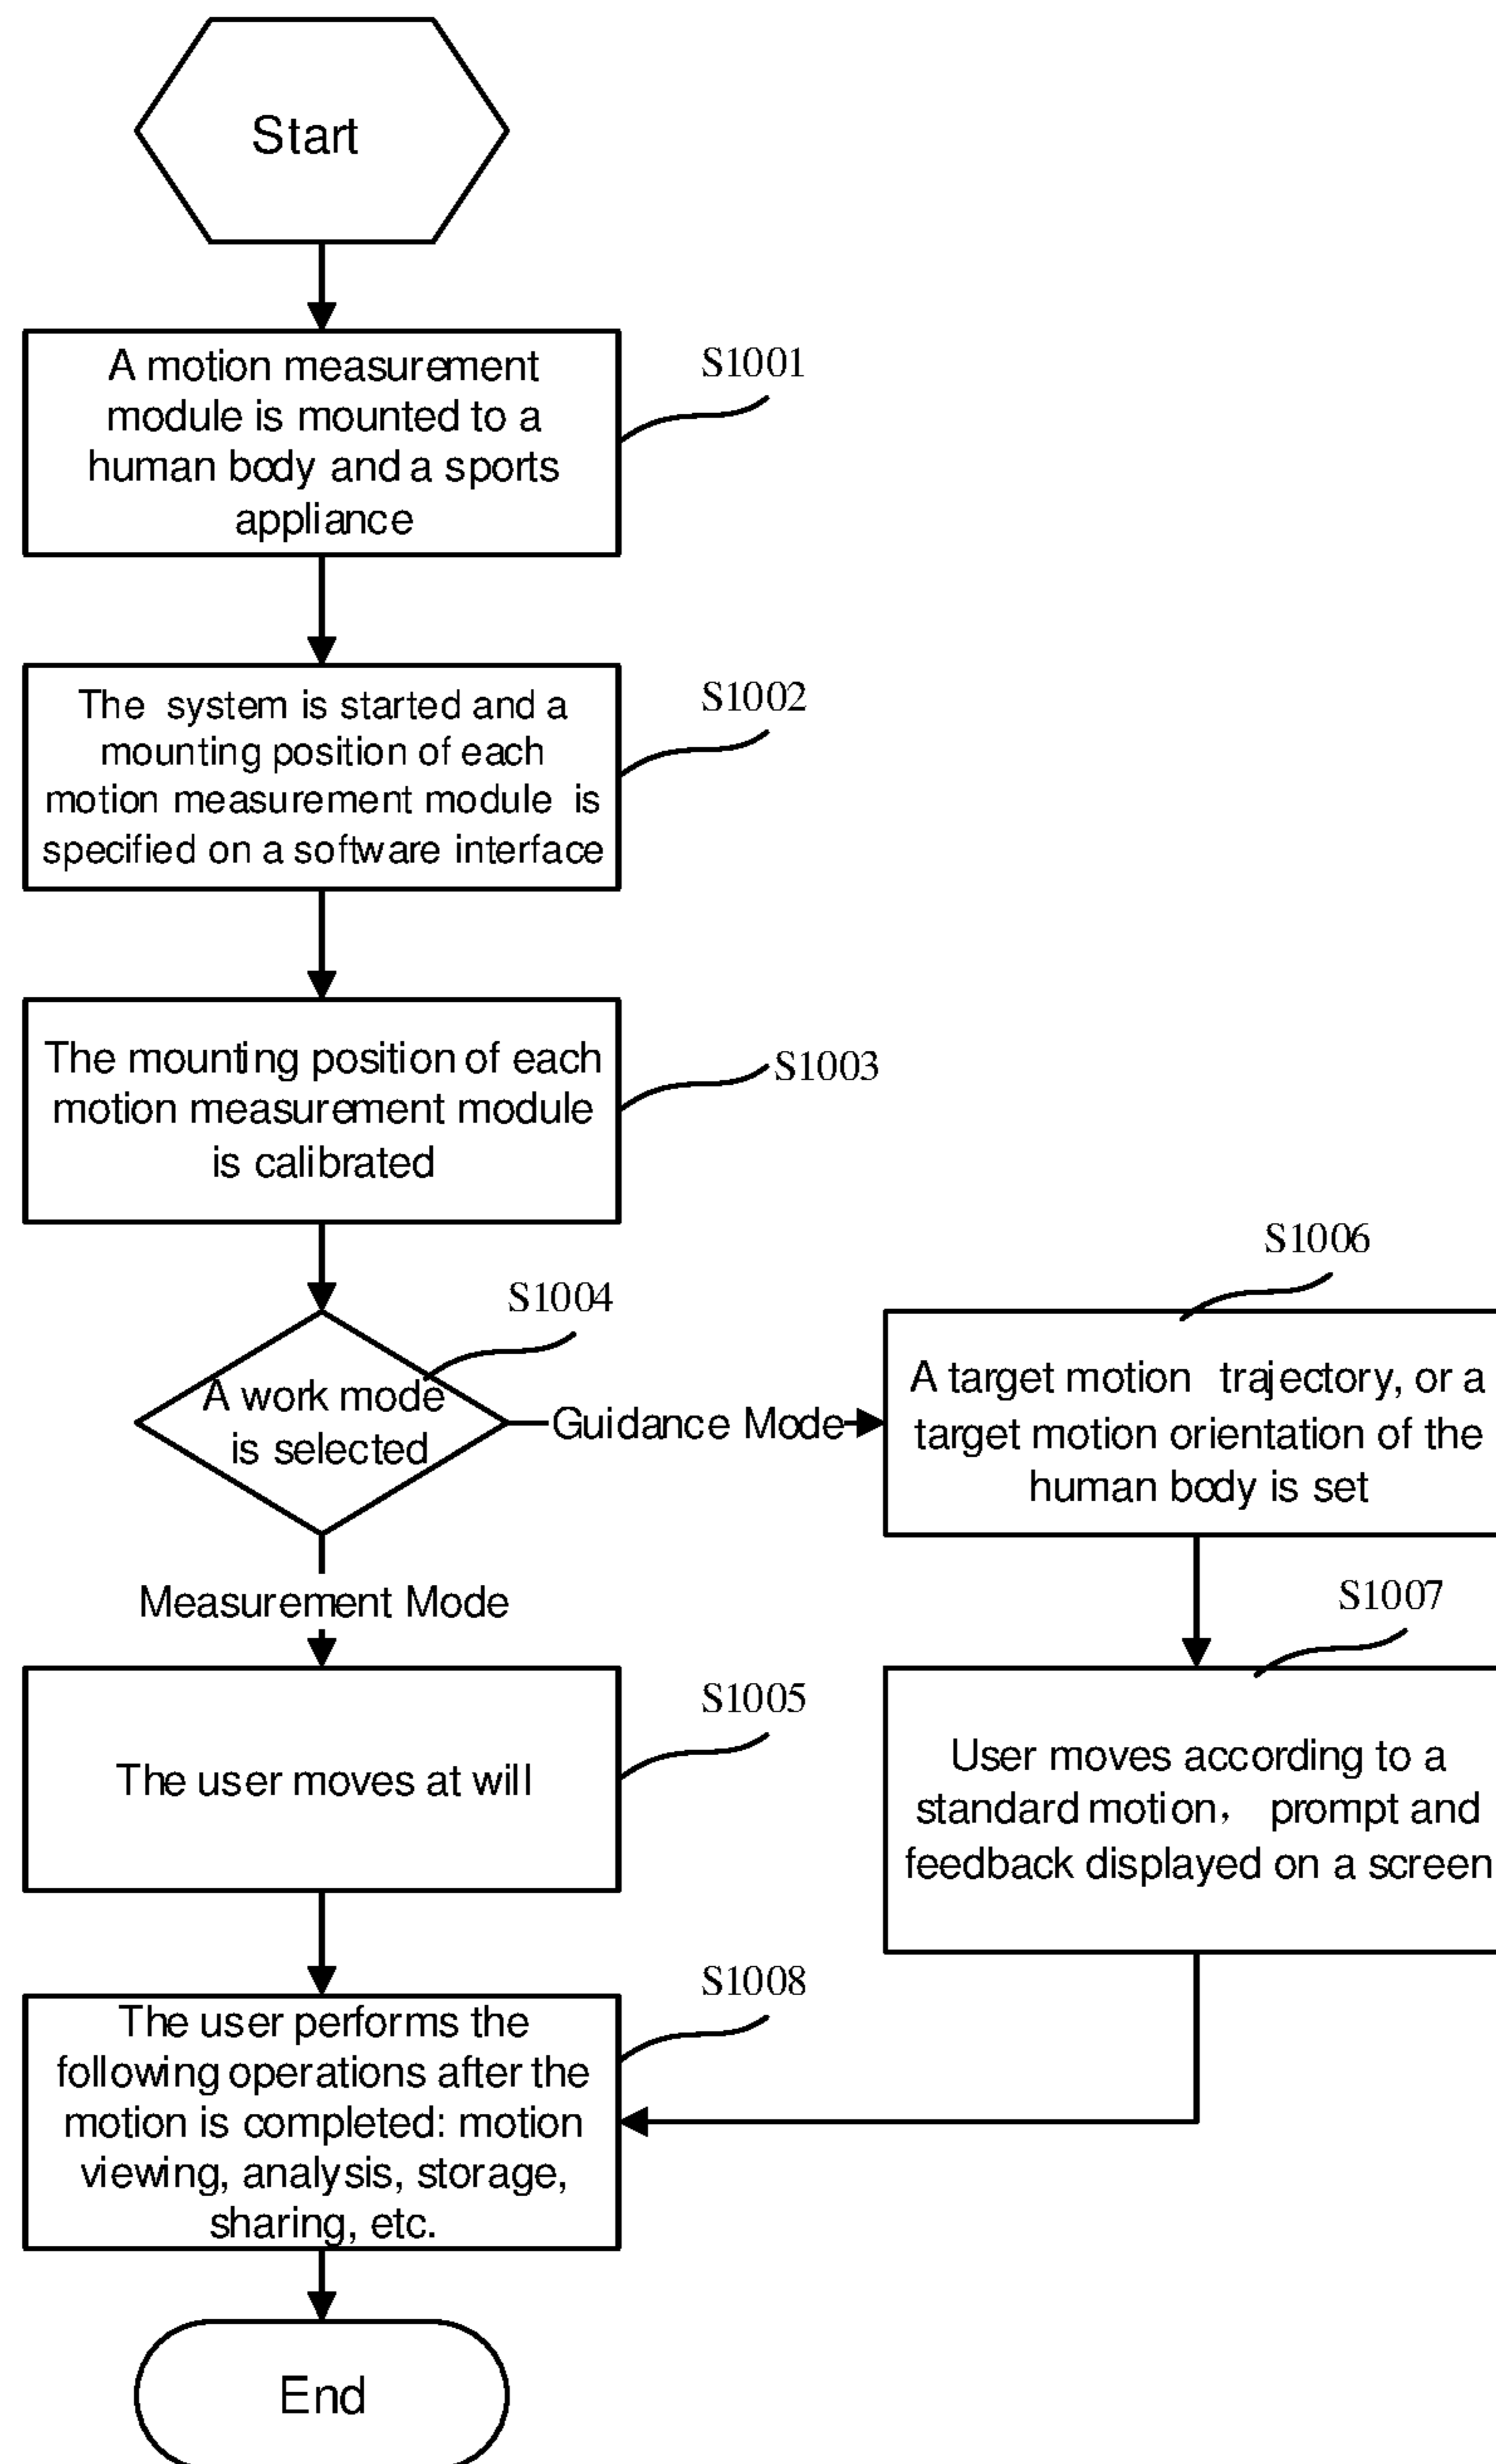 Start
A motion measurement
module is mounted to a
human body and a sports
appliance
S1001
The system is started and a
mounting position of each
motion measurement module is
specified on a software interface
S1002
The mounting position of each
motion measurement module
is calibrated
S1003
A work mode
is selected
S1004
Guidance Mode
A target motion trajectory, or a
target motion orientation of the
human body is set
S1006
Measurement Mode
The user moves at will
S1005
User moves according to a
standard motion, prompt and
feedback displayed on a screen
S1007
The user performs the
following operations after the
motion is completed: motion
viewing, analysis, storage,
sharing, etc.
S1008
End